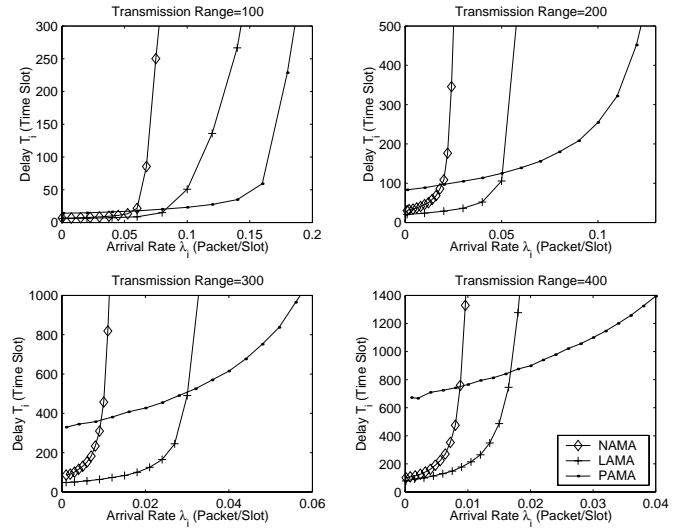 Transmission Range=100
300
250
200
150
100
50
0
Delay T_i (Time Slot)
0 0.05 0.1 0.15 0.2
Arrival Rate λ_i (Packet/Slot)
Transmission Range=200
500
400
300
200
100
0
Delay T_i (Time Slot)
0 0.05 0.1
Arrival Rate λ_i (Packet/Slot)
Transmission Range=300
1000
800
600
400
200
0
Delay T_i (Time Slot)
0 0.02 0.04 0.06
Arrival Rate λ_i (Packet/Slot)
Transmission Range=400
1400
1200
1000
800
600
400
200
0
Delay T_i (Time Slot)
0 0.01 0.02 0.03 0.04
Arrival Rate λ_i (Packet/Slot)
NAMA
LAMA
PAMA